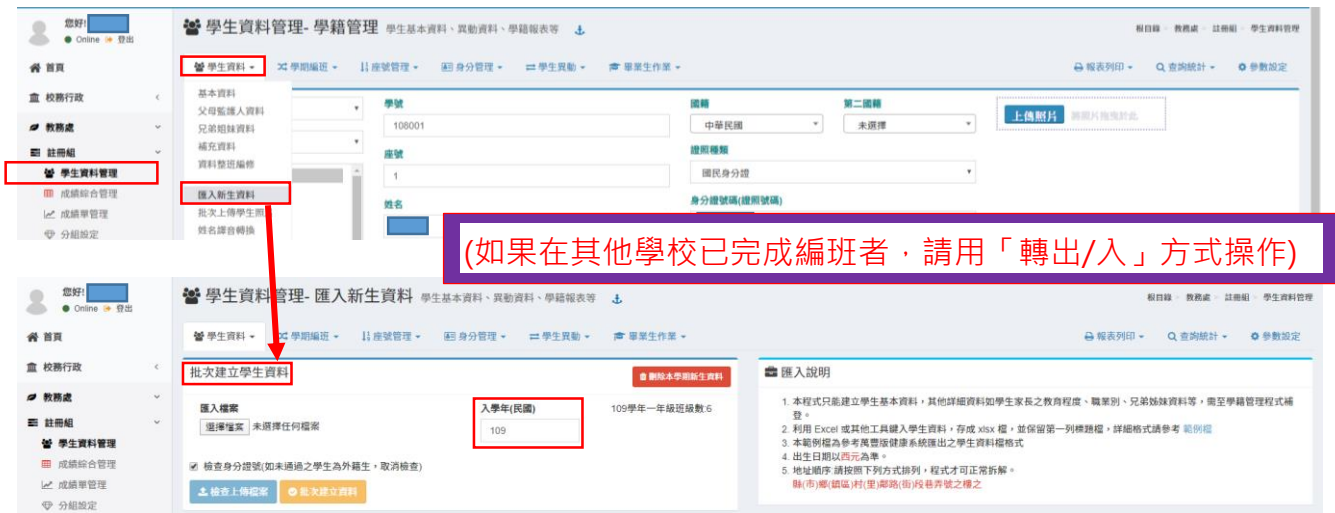 您好!
Online 登出
學生資料管理- 學籍管理 學生基本資料、異動資料、學籍報表等
根目錄 教務處 註冊組 學生資料管理
首頁
學生資料 學期編班 座號管理 身分管理 學生異動 畢業生作業
報表列印 查詢統計 參數設定
校務行政
教務處
註冊組
學生資料管理
成績綜合管理
成績單管理
分組設定
基本資料
父母監護人資料
兄弟姐妹資料
補充資料
資料整班編修
匯入新生資料
批次上傳學生照
姓名譯音轉換
學號
108001
座號
1
姓名
國籍
中華民國
第二國籍
未選擇
證照種類
國民身分證
身分證號碼(證照號碼)
上傳照片 圖照片拖曳於此
(如果在其他學校已完成編班者，請用「轉出/入」方式操作)
您好!
Online 登出
學生資料管理- 匯入新生資料 學生基本資料、異動資料、學籍報表等
根目錄 教務處 註冊組 學生資料管理
首頁
學生資料 學期編班 座號管理 身分管理 學生異動 畢業生作業
報表列印 查詢統計 參數設定
校務行政
教務處
註冊組
學生資料管理
成績綜合管理
成績單管理
分組設定
批次建立學生資料
刪除本學期新生資料
匯入檔案
選擇檔案 未選擇任何檔案
入學年(民國)
109
109學年一年級班級數:6
檢查身分證號(如未通過之學生為外籍生，取消檢查)
檢查上傳檔案 批次建立資料
匯入說明
1. 本程式只能建立學生基本資料，其他詳細資料如學生家長之教育程度、職業別、兄弟姊妹資料等，需至學籍管理程式補
登。
2. 利用 Excel 或其他工具鍵入學生資料，存成 xlsx 檔，並保留第一列標題檔，詳細格式請參考 範例檔
3. 本範例檔為參考萬豐版健康系統匯出之學生資料檔格式
4. 出生日期以西元為準。
5. 地址順序:請按照下列方式排列，程式才可正常拆解。
縣(市)鄉(鎮區)村(里)鄰路(街)段巷弄號之樓之